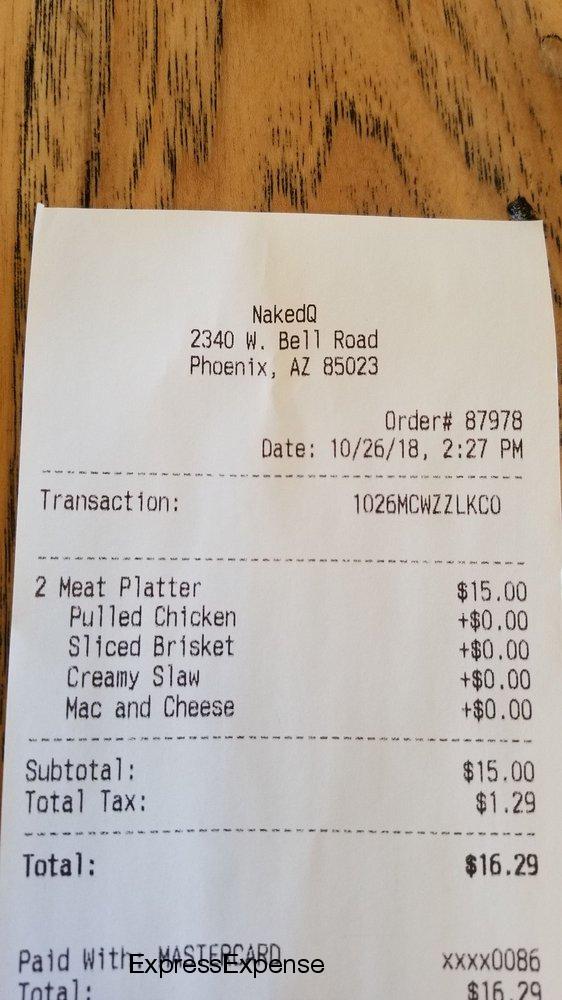 NakedQ
2340 W. Bell Road
Phoenix, AZ 85023
Order# 87978
Date: 10/26/18, 2:27 PM
Transaction: 1026MCWZZLKCO
2 Meat Platter $15.00
Pulled Chicken +$0.00
Sliced Brisket +$0.00
Creamy Slaw +$0.00
Mac and Cheese +$0.00
Subtotal: $15.00
Total Tax: $1.29
Total: $16.29
Paid With: MASTERCARD xxxx0086
ExpressExpense
Total: $16.29